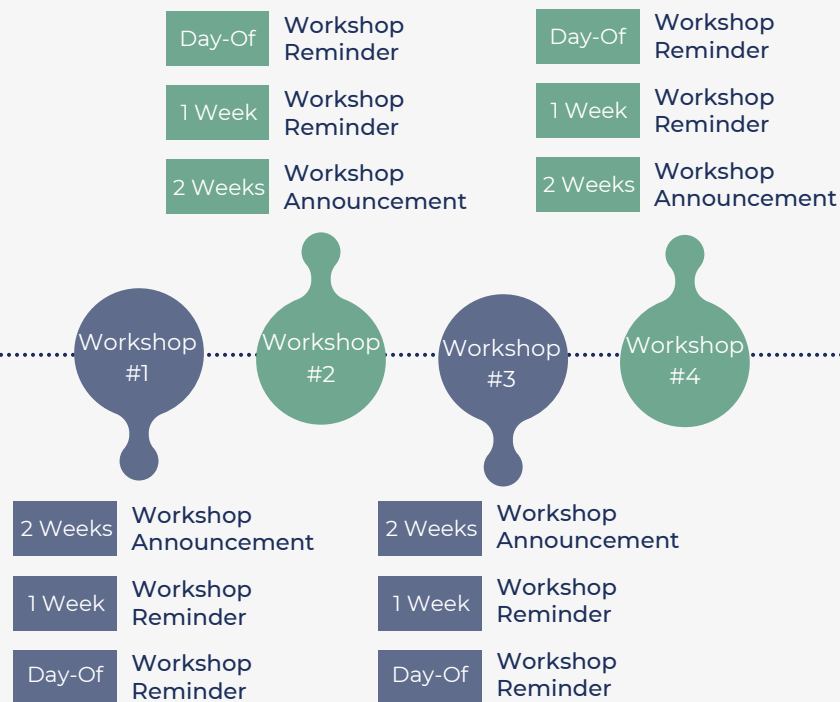 Day-Of
Workshop
Reminder
1 Week
Workshop
Reminder
2 Weeks
Workshop
Announcement
Day-Of
Workshop
Reminder
1 Week
Workshop
Reminder
2 Weeks
Workshop
Announcement
Workshop
#1
Workshop
#2
Workshop
#3
Workshop
#4
2 Weeks
Workshop
Announcement
1 Week
Workshop
Reminder
Day-Of
Workshop
Reminder
2 Weeks
Workshop
Announcement
1 Week
Workshop
Reminder
Day-Of
Workshop
Reminder